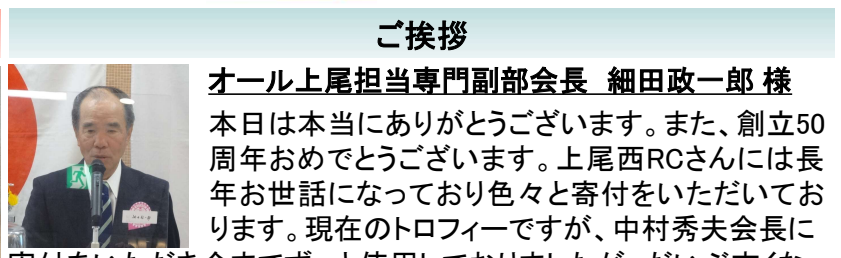 ご挨拶
オール上尾担当専門副部会長　細田政一郎 様
本日は本当にありがとうございます。また、創立50
周年おめでとうございます。上尾西RCさんには長
年お世話になっており色々と寄付をいただいてお
ります。現在のトロフィーですが、中村秀夫会長に